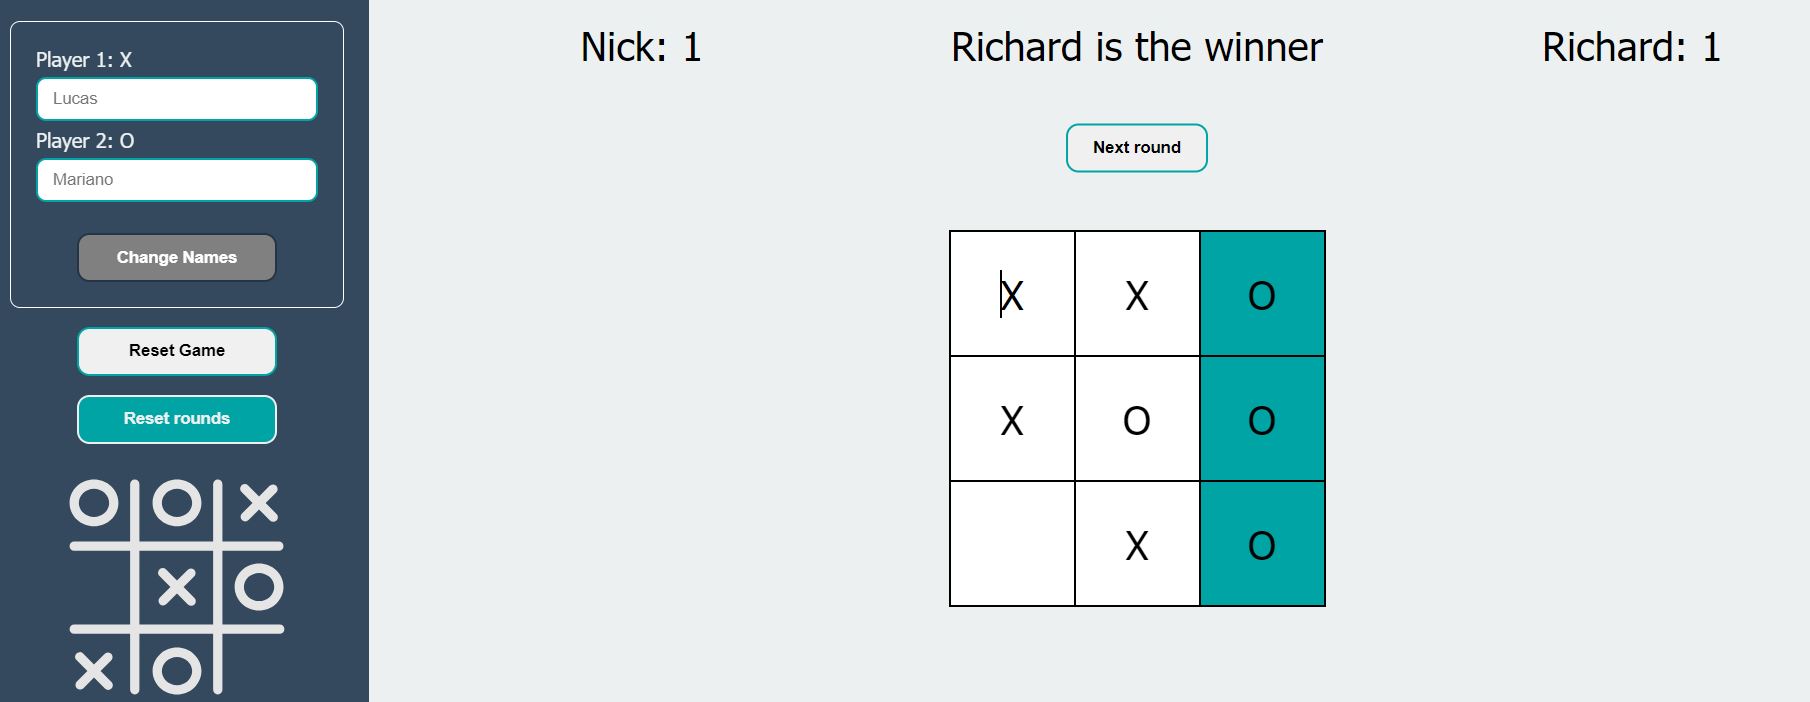 Player 1: X
Lucas
Player 2: O
Mariano
Change Names
Reset Game
Reset rounds
O O X
X O
X O
Nick: 1
Richard is the winner
Richard: 1
Next round
X X O
X O O
X O